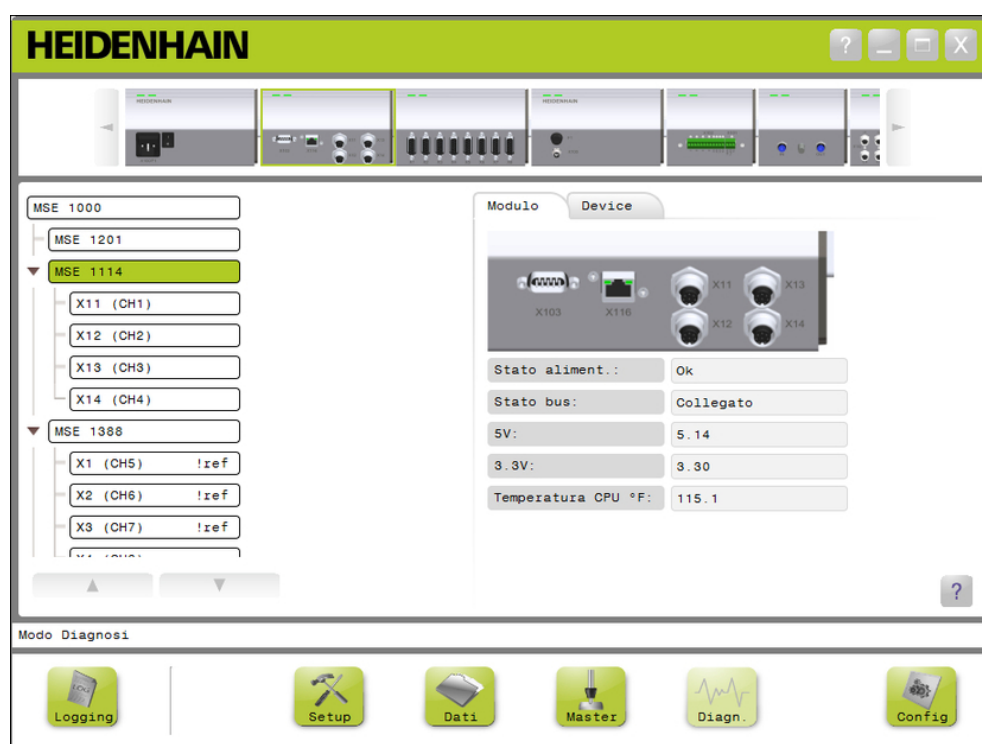 HEIDENHAIN
?
X
HEIDENHAIN
HEIDENHAIN
MSE 1000
MSE 1201
MSE 1114
X11 (CH1)
X12 (CH2)
X13 (CH3)
X14 (CH4)
MSE 1388
X1 (CH5) !ref
X2 (CH6) !ref
X3 (CH7) !ref
Modulo
Device
X103
X116
X11
X13
X12
X14
Stato aliment.: Ok
Stato bus: Collegato
5V: 5.14
3.3V: 3.30
Temperatura CPU °F: 115.1
?
Modo Diagnosi
LOG
Logging
Setup
Dati
Master
Diagn.
Config